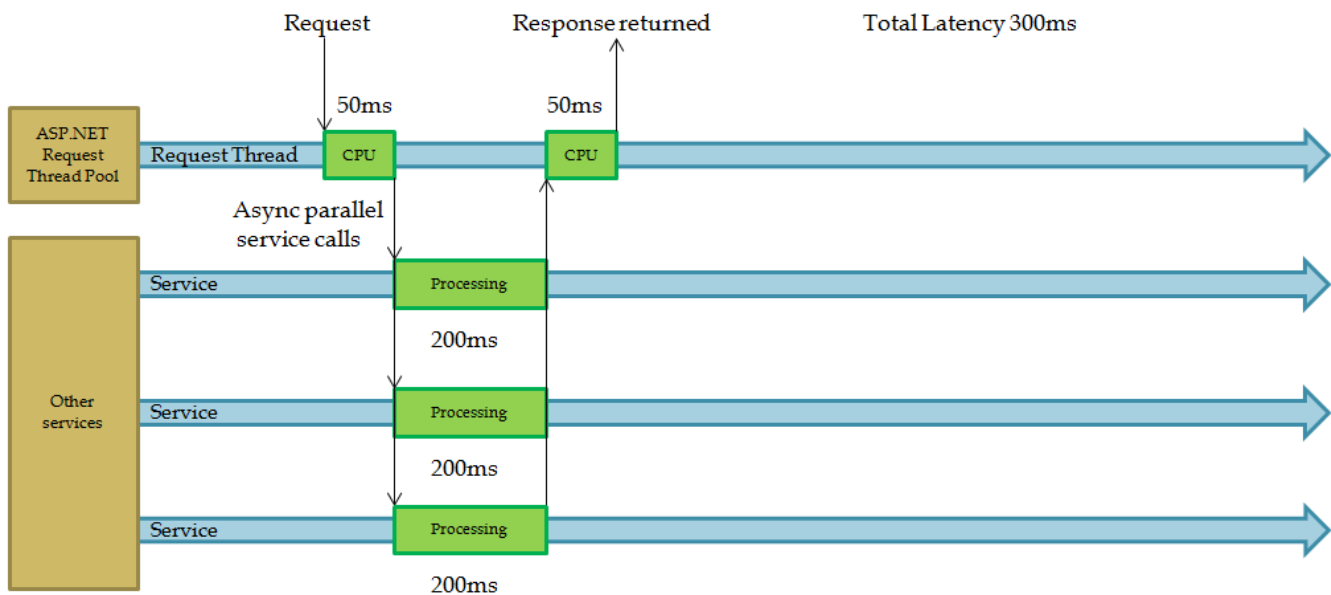 Request
Response returned
Total Latency 300ms
50ms
50ms
ASP.NET
Request
Thread Pool
Request Thread
CPU
CPU
Async parallel
service calls
Service
Processing
200ms
Other
services
Service
Processing
200ms
Service
Processing
200ms